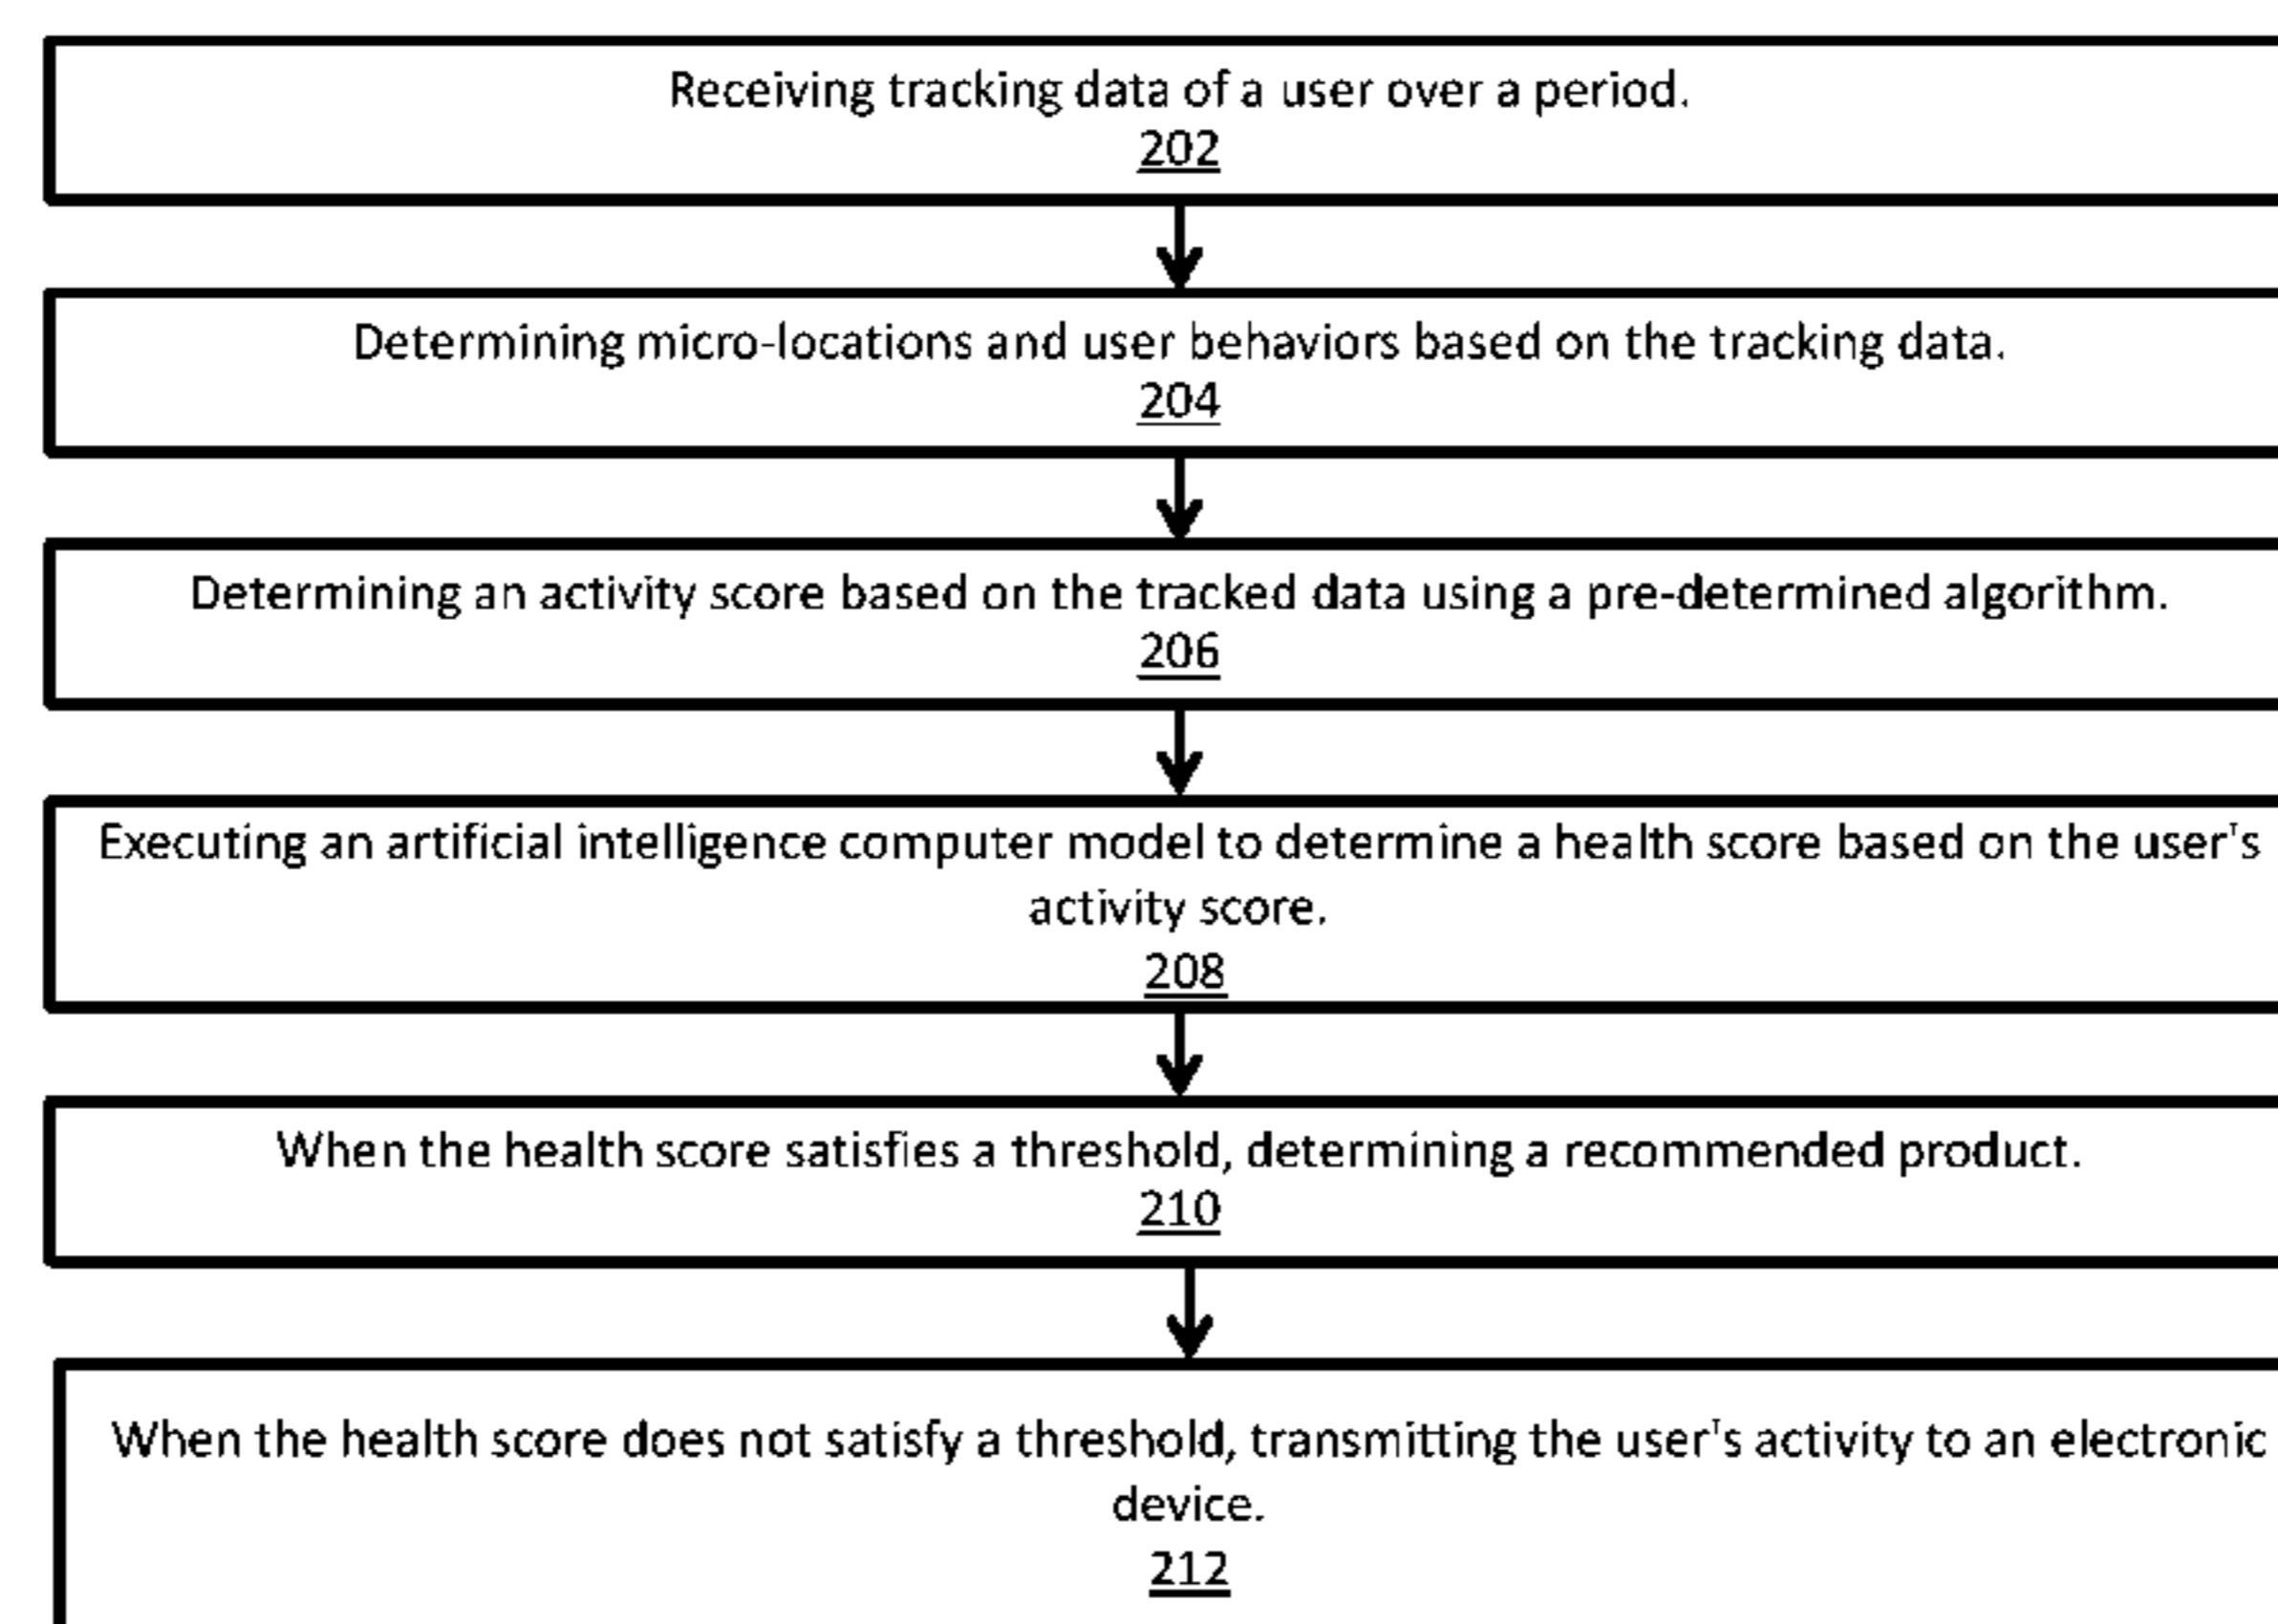 Receiving tracking data of a user over a period.
202
Determining micro-locations and user behaviors based on the tracking data.
204
Determining an activity score based on the tracked data using a pre-determined algorithm.
206
Executing an artificial intelligence computer model to determine a health score based on the user's
activity score.
208
When the health score satisfies a threshold, determining a recommended product.
210
When the health score does not satisfy a threshold, transmitting the user's activity to an electronic
device.
212